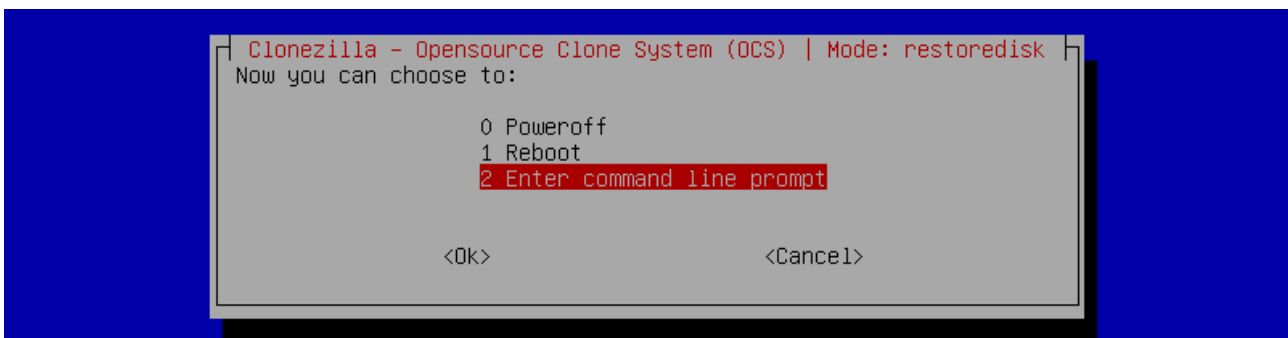 Clonezilla - Opensource Clone System (OCS) | Mode: restoredisk
Now you can choose to:
0 Poweroff
1 Reboot
2 Enter command line prompt
<Ok> <Cancel>